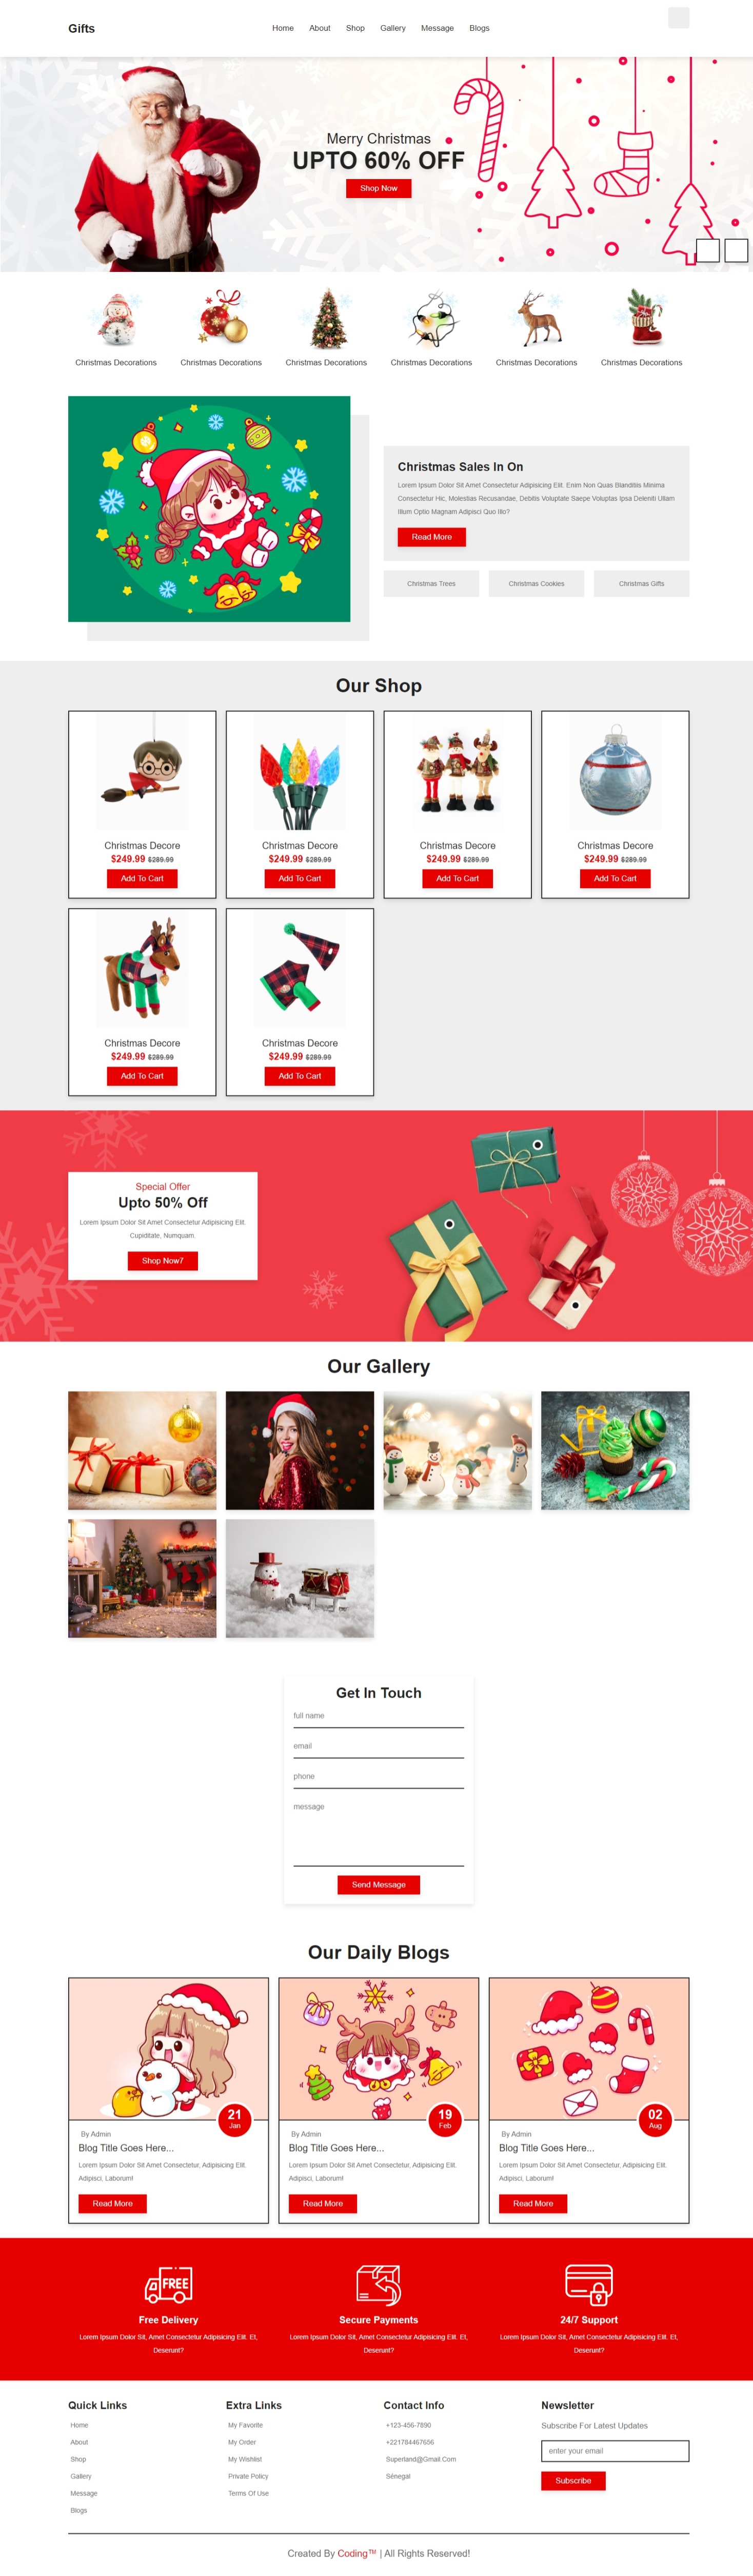 Gifts
Home About Shop Gallery Message Blogs
Merry Christmas
UPTO 60% OFF
Shop Now
Christmas Decorations Christmas Decorations Christmas Decorations Christmas Decorations Christmas Decorations Christmas Decorations
Christmas Sales In On
Lorem Ipsum Dolor Sit Amet Consectetur Adipisicing Elit. Enim Non Quas Blanditiis Minima
Consectetur Hic, Molestias Recusandae, Debitis Voluptate Saepe Voluptas Ipsa Deleniti Ullam
Illum Optio Magnam Adipisci Quo Illo?
Read More
Christmas Trees Christmas Cookies Christmas Gifts
Our Shop
Christmas Decore Christmas Decore Christmas Decore Christmas Decore
$249.99 $289.99 $249.99 $289.99 $249.99 $289.99 $249.99 $289.99
Add To Cart Add To Cart Add To Cart Add To Cart
Christmas Decore Christmas Decore
$249.99 $289.99 $249.99 $289.99
Add To Cart Add To Cart
Special Offer
Upto 50% Off
Lorem Ipsum Dolor Sit Amet Consectetur Adipisicing Elit.
Cupiditate, Numquam.
Shop Now7
Our Gallery
Get In Touch
full name
email
phone
message
Send Message
Our Daily Blogs
21 Jan
By Admin
Blog Title Goes Here...
Lorem Ipsum Dolor Sit Amet Consectetur, Adipisicing Elit.
Adipisci, Laborum!
Read More
19 Feb
By Admin
Blog Title Goes Here...
Lorem Ipsum Dolor Sit Amet Consectetur, Adipisicing Elit.
Adipisci, Laborum!
Read More
02 Aug
By Admin
Blog Title Goes Here...
Lorem Ipsum Dolor Sit Amet Consectetur, Adipisicing Elit.
Adipisci, Laborum!
Read More
FREE
Free Delivery
Lorem Ipsum Dolor Sit, Amet Consectetur Adipisicing Elit. Et,
Deserunt?
Secure Payments
Lorem Ipsum Dolor Sit, Amet Consectetur Adipisicing Elit. Et,
Deserunt?
24/7 Support
Lorem Ipsum Dolor Sit, Amet Consectetur Adipisicing Elit. Et,
Deserunt?
Quick Links
Home
About
Shop
Gallery
Message
Blogs
Extra Links
My Favorite
My Order
My Wishlist
Private Policy
Terms Of Use
Contact Info
+123-456-7890
+221784467656
Superland@Gmail.Com
Sénegal
Newsletter
Subscribe For Latest Updates
enter your email
Subscribe
Created By Coding™ | All Rights Reserved!